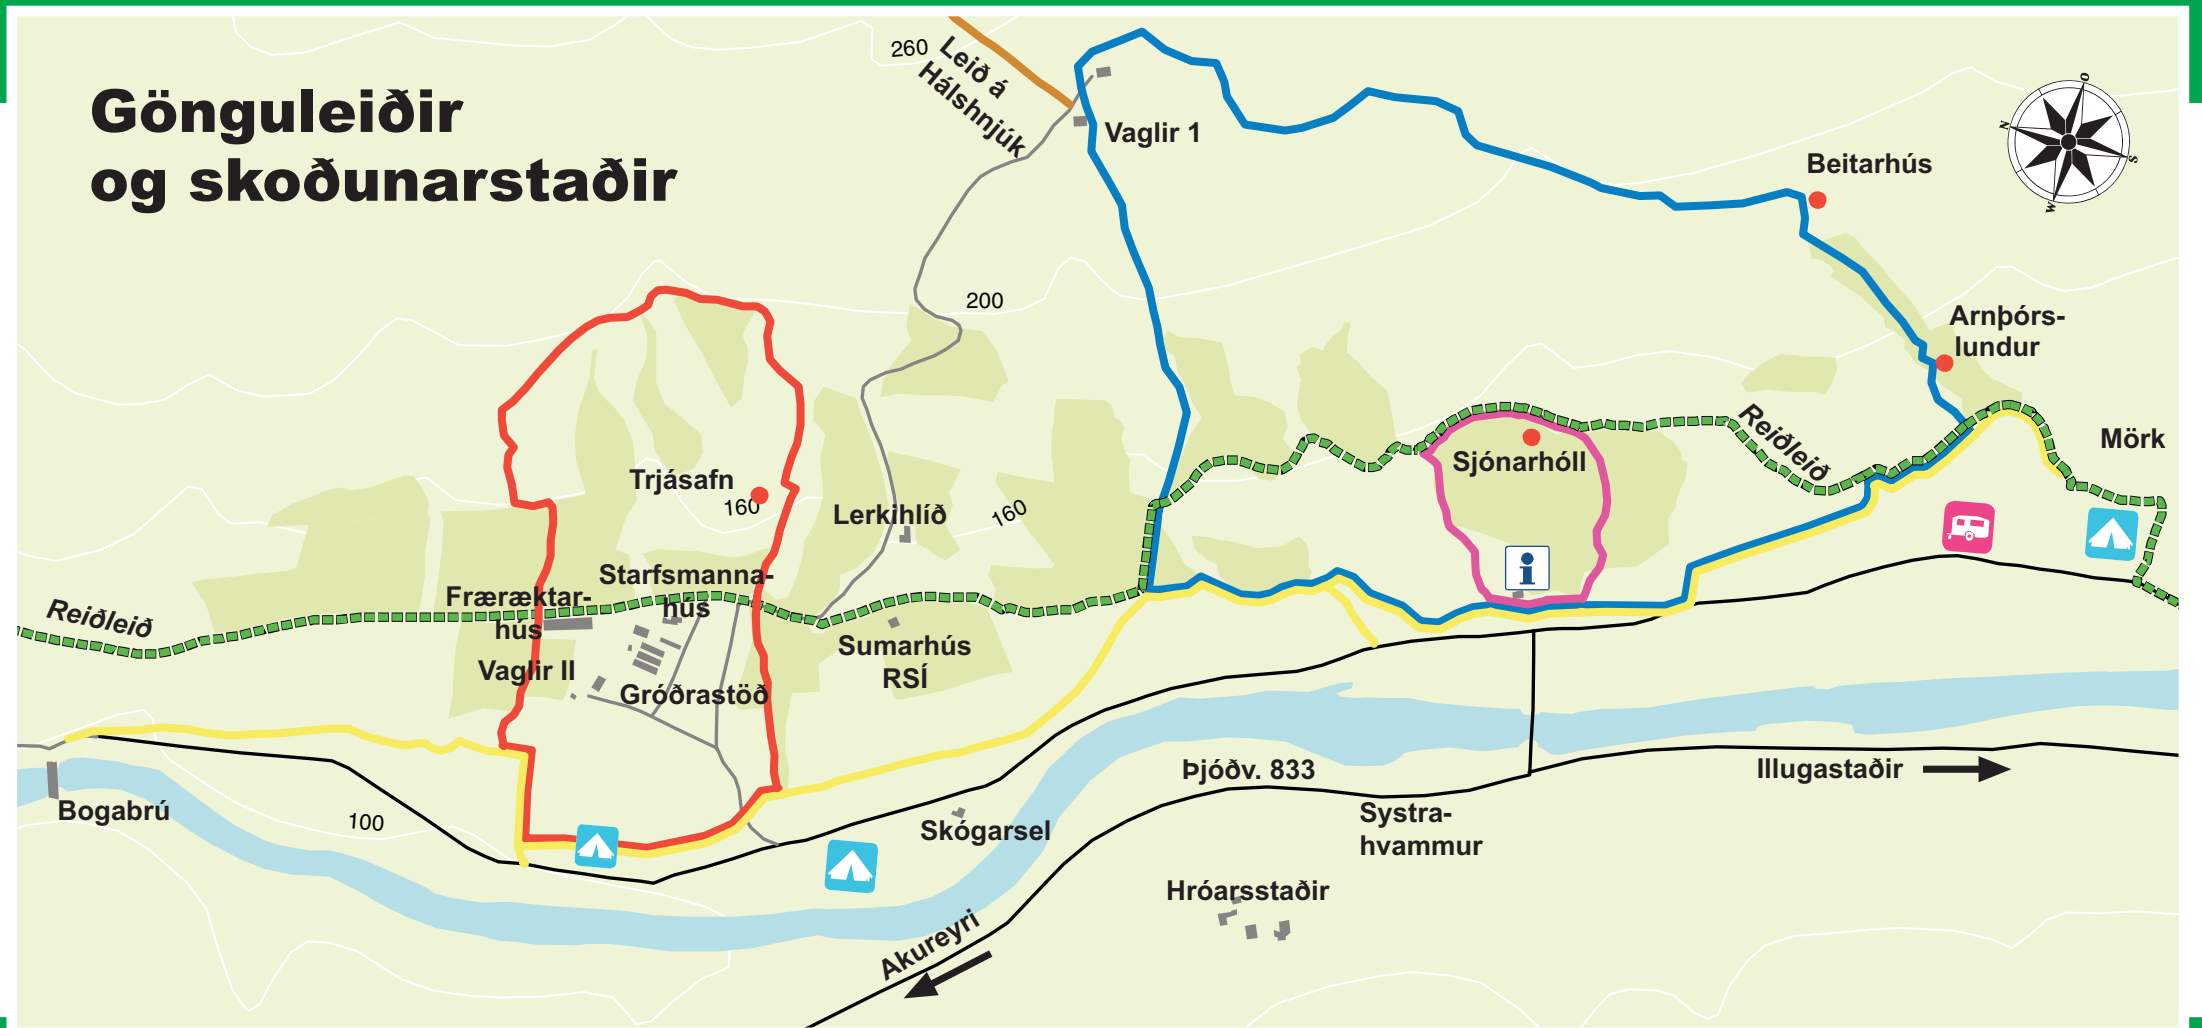 Gönguleiðir
og skoðunarstaðir
260
Leið á
Hálshnjúk
Vaglir 1
Beitarhús
O
N
S
W
200
Arnþórs-
lundur
Reiðleið
Mörk
Sjónarhóll
Trjásafn
160
Lerkihlíð
160
Starfsmanna-
hús
Fræræktar-
hús
Reiðleið
Vaglir II
Gróðrastöð
Sumarhús
RSÍ
i
Bogabrú
100
Skógarsel
Þjóðv. 833
Illugastaðir
Systra-
hvammur
Hróarsstaðir
Akureyri